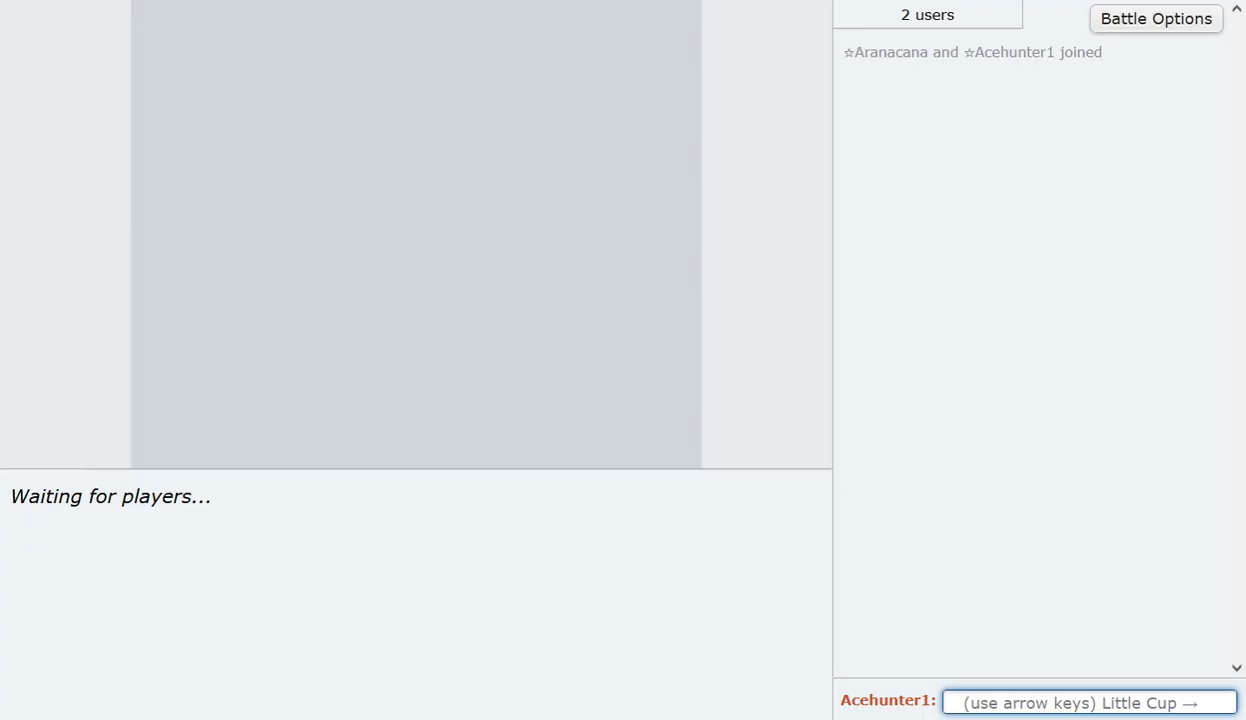 2 users
Battle Options
☆Aranacana and ☆Acehunter1 joined
Waiting for players...
Acehunter1: (use arrow keys) Little Cup →